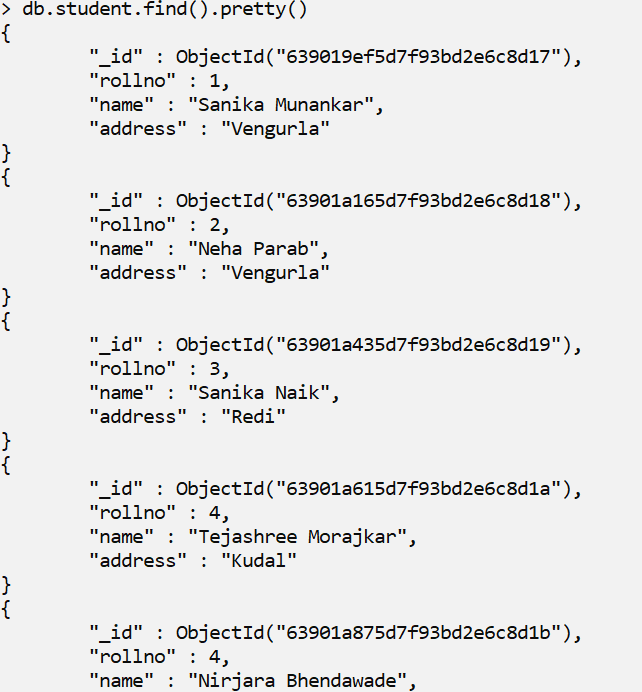 > db.student.find().pretty()
{
"_id" : ObjectId("639019ef5d7f93bd2e6c8d17"),
"rollno" : 1,
"name" : "Sanika Munankar",
"address" : "Vengurla"
}
{
"_id" : ObjectId("63901a165d7f93bd2e6c8d18"),
"rollno" : 2,
"name" : "Neha Parab",
"address" : "Vengurla"
}
{
"_id" : ObjectId("63901a435d7f93bd2e6c8d19"),
"rollno" : 3,
"name" : "Sanika Naik",
"address" : "Redi"
}
{
"_id" : ObjectId("63901a615d7f93bd2e6c8d1a"),
"rollno" : 4,
"name" : "Tejashree Morajkar",
"address" : "Kudal"
}
{
"_id" : ObjectId("63901a875d7f93bd2e6c8d1b"),
"rollno" : 4,
"name" : "Nirjara Bhendawade",